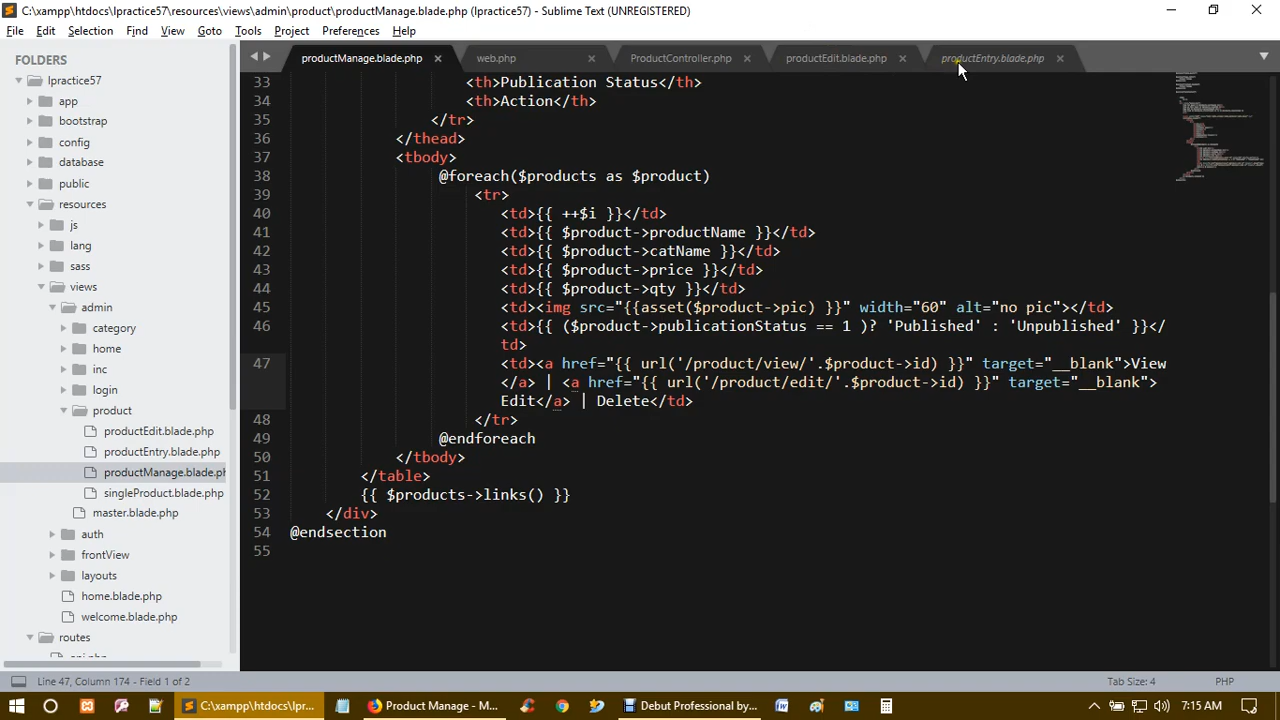 C:\xampp\htdocs\lpractice57\resources\views\admin\product\productManage.blade.php (lpractice57) - Sublime Text (UNREGISTERED)
File Edit Selection Find View Goto Tools Project Preferences Help
FOLDERS
lpractice57
app
bootstrap
config
database
public
resources
js
lang
sass
views
admin
category
home
inc
login
product
productEdit.blade.php
productEntry.blade.php
productManage.blade.ph
singleProduct.blade.php
master.blade.php
auth
frontView
layouts
home.blade.php
welcome.blade.php
routes
api.php
productManage.blade.php web.php ProductController.php productEdit.blade.php productEntry.blade.php
33 <th>Publication Status</th>
34 <th>Action</th>
35 </tr>
36 </thead>
37 <tbody>
38 @foreach($products as $product)
39 <tr>
40 <td>{{ ++$i }}</td>
41 <td>{{ $product->productName }}</td>
42 <td>{{ $product->catName }}</td>
43 <td>{{ $product->price }}</td>
44 <td>{{ $product->qty }}</td>
45 <td><img src="{{asset($product->pic) }}" width="60" alt="no pic"></td>
46 <td>{{ ($product->publicationStatus == 1 )? 'Published' : 'Unpublished' }}</
td>
47 <td><a href="{{ url('/product/view/'.$product->id) }}" target="__blank">View
</a> | <a href="{{ url('/product/edit/'.$product->id) }}" target="__blank">
Edit</a> | Delete</td>
48 </tr>
49 @endforeach
50 </tbody>
51 </table>
52 {{ $products->links() }}
53 </div>
54 @endsection
55
Line 47, Column 174 - Field 1 of 2 Tab Size: 4 PHP
C:\xampp\htdocs\lpr... Product Manage - M... Debut Professional by... 7:15 AM